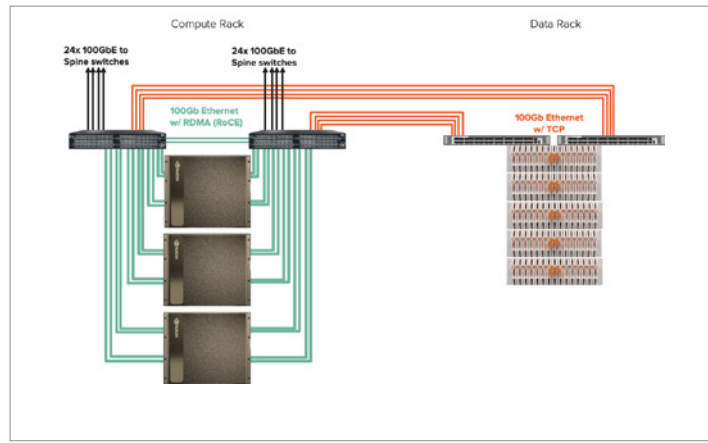 Compute Rack
Data Rack
24x 100GbE to
Spine switches
24x 100GbE to
Spine switches
100Gb Ethernet
w/ RDMA (RoCE)
100Gb Ethernet
w/ TCP